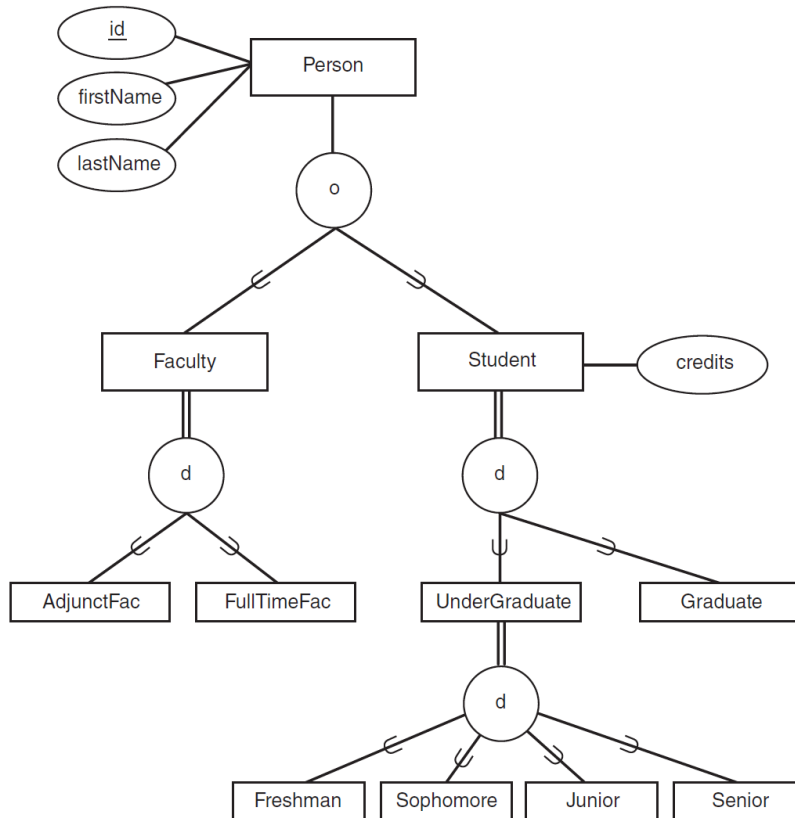 id
Person
firstName
lastName
o
Faculty
Student
credits
d
d
AdjunctFac
FullTimeFac
UnderGraduate
Graduate
d
Freshman
Sophomore
Junior
Senior